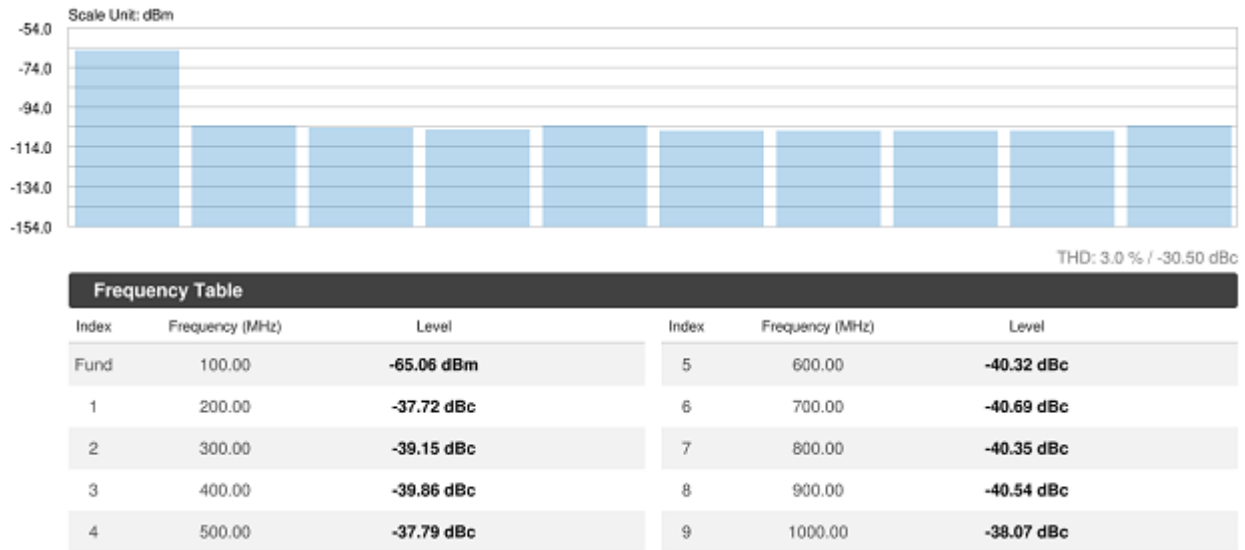 Scale Unit: dBm
-54.0
-74.0
-94.0
-114.0
-134.0
-154.0
THD: 3.0 % / -30.50 dBc
Frequency Table
Index Frequency (MHz) Level Index Frequency (MHz) Level
Fund 100.00 -65.06 dBm 5 600.00 -40.32 dBc
1 200.00 -37.72 dBc 6 700.00 -40.69 dBc
2 300.00 -39.15 dBc 7 800.00 -40.35 dBc
3 400.00 -39.86 dBc 8 900.00 -40.54 dBc
4 500.00 -37.79 dBc 9 1000.00 -38.07 dBc